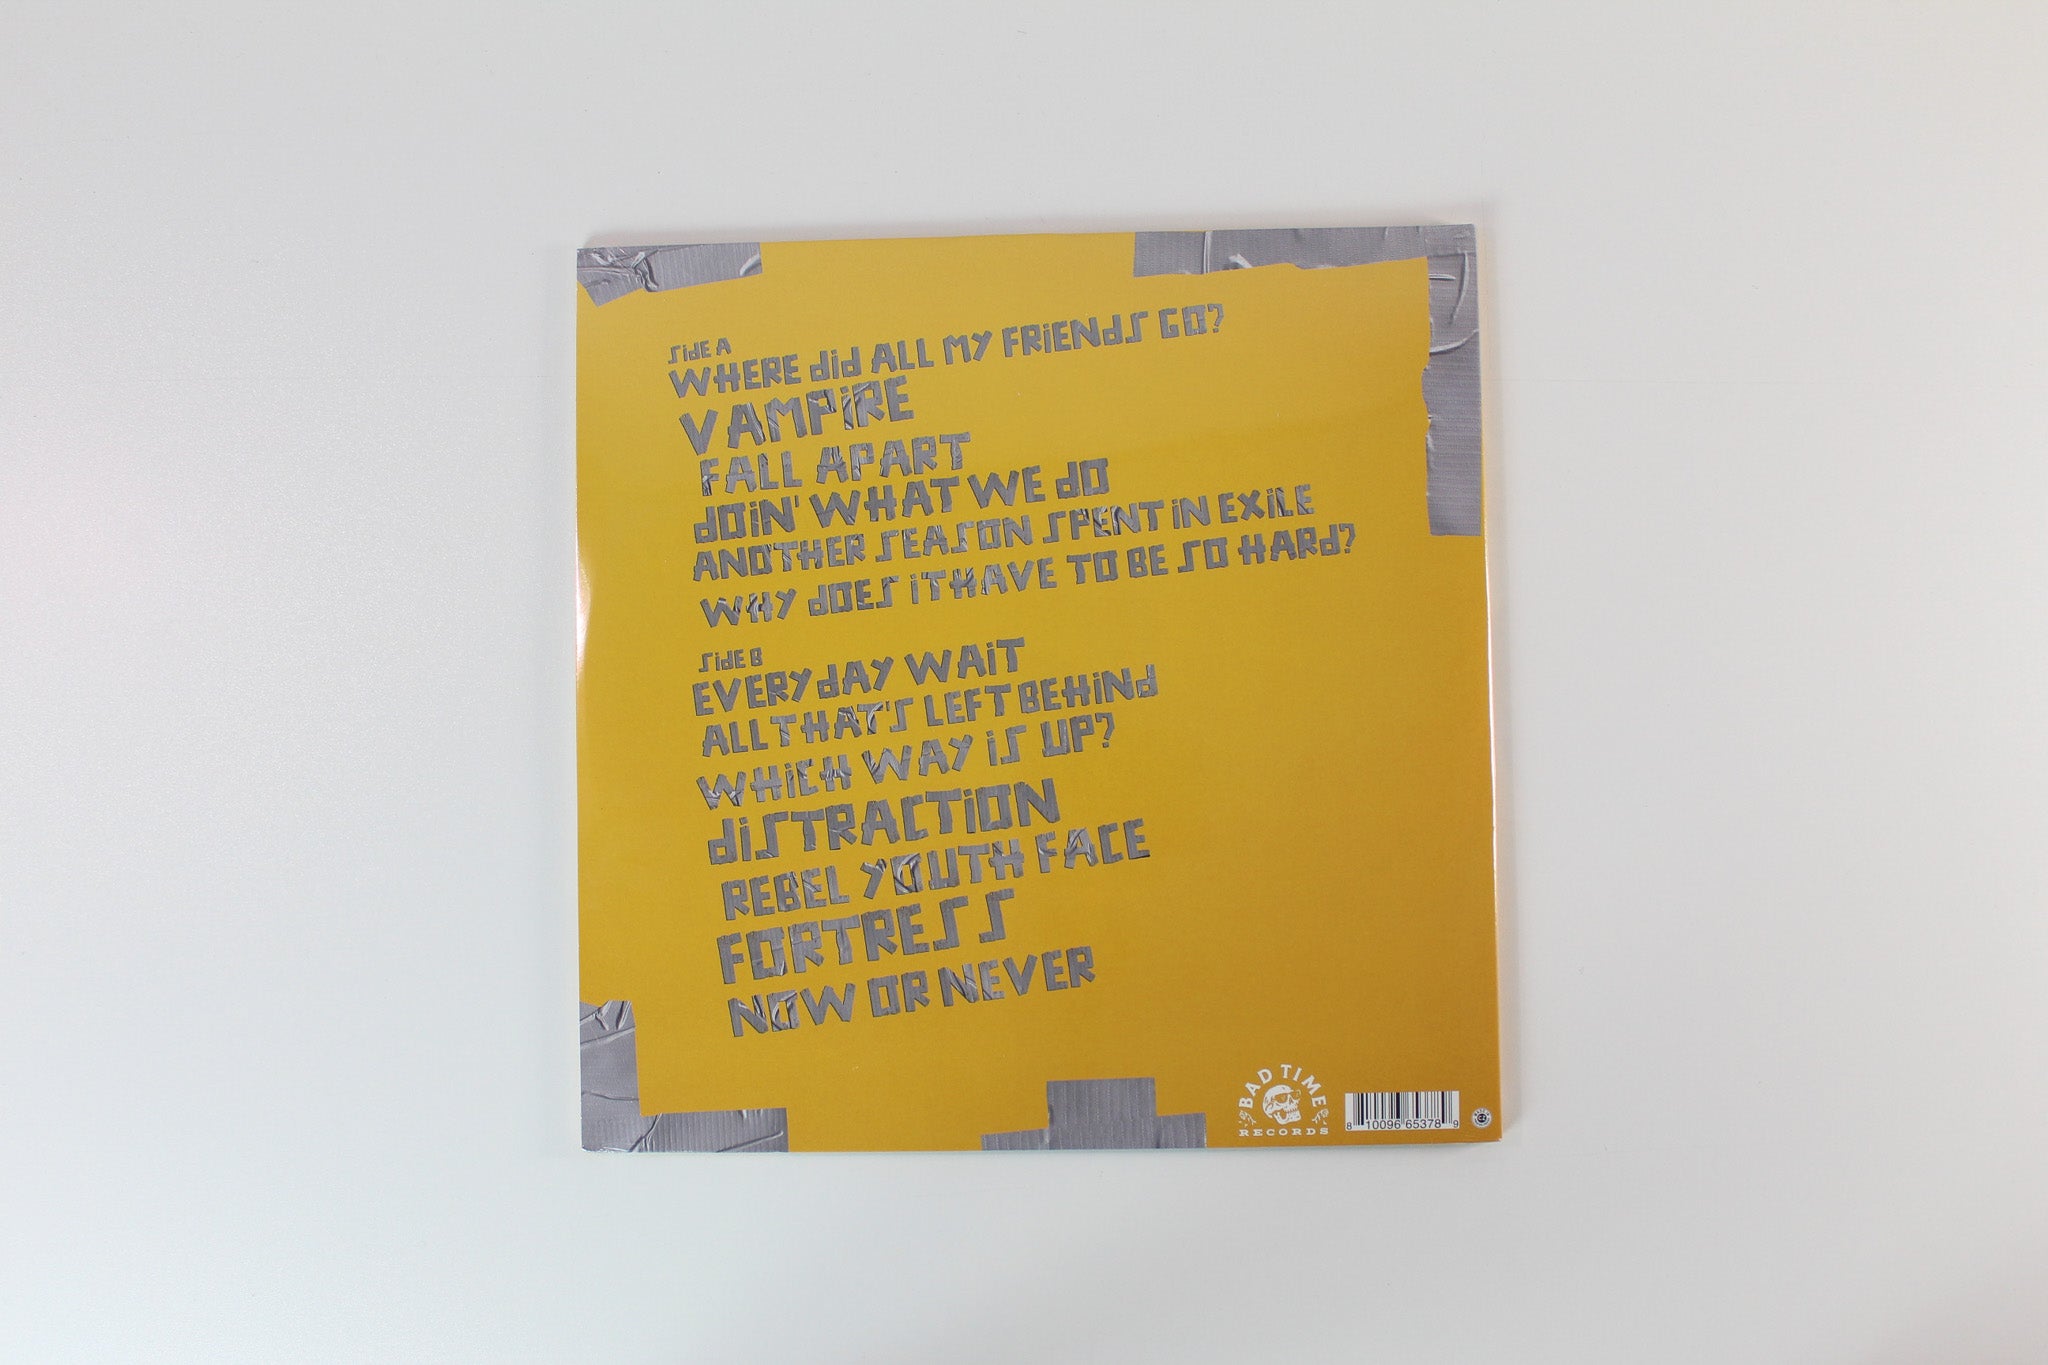 SidE A
WHERE did ALL MY FRiENdS GO?
VAMPiRE
FALL APART
dOiN' WHAT WE dO
ANOTHER SEASON SPENT iN EXiLE
WHY dOES iT HAVE TO BE SO HARd?
SidE B
EVERY dAY WAiT
ALL THAT'S LEFT BEHiNd
WHiCH WAY iS UP?
diSTRACTiON
REBEL YOUTH FACE
FORTRESS
NOW OR NEVER
BAD TIME
RECORDS
8 10096 65378 9